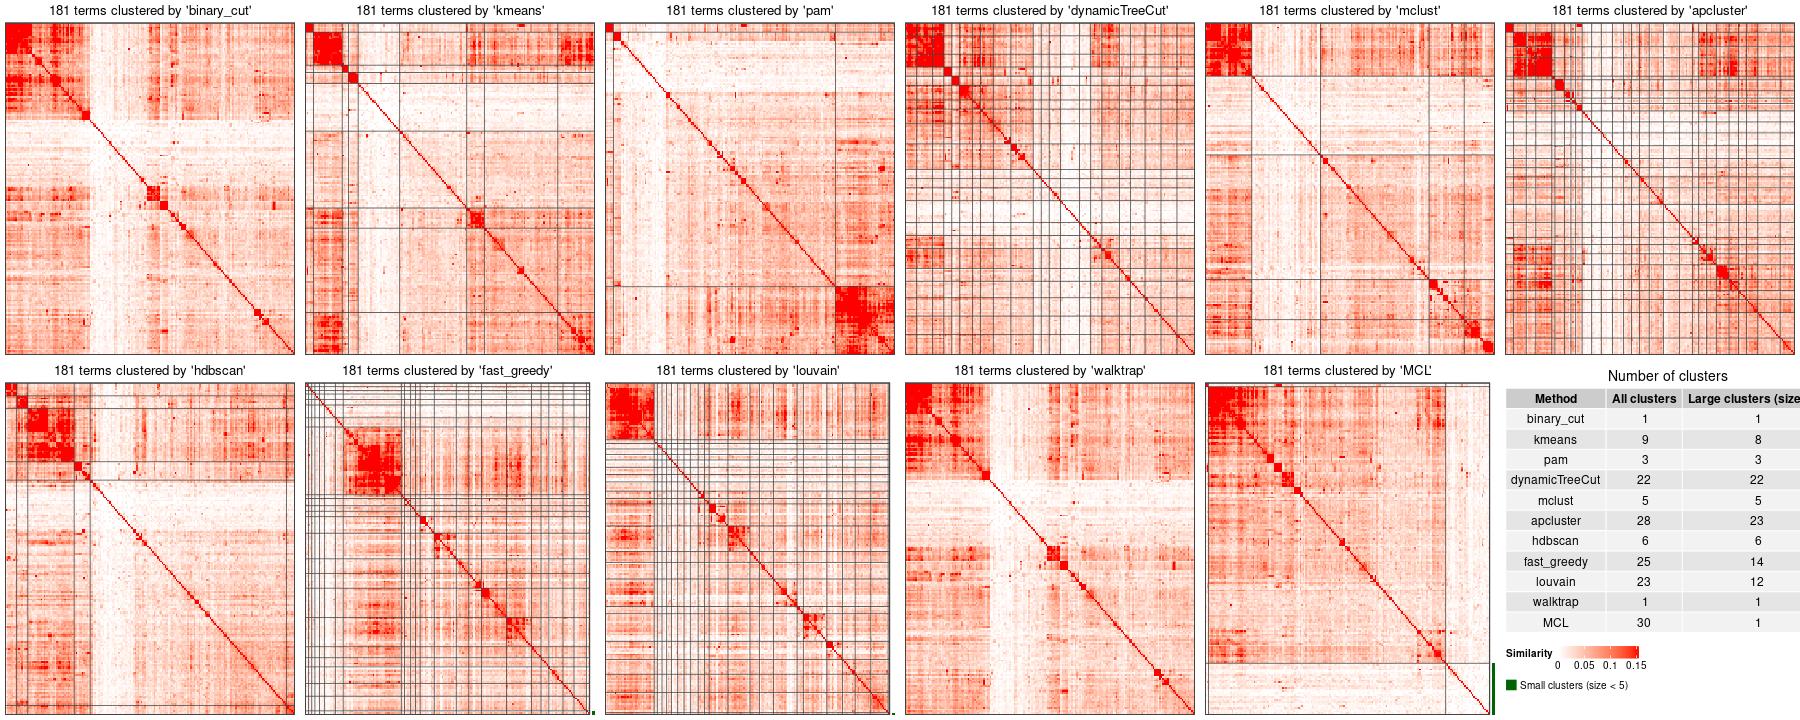 181 terms clustered by 'binary_cut'
181 terms clustered by 'kmeans'
181 terms clustered by 'pam'
181 terms clustered by 'dynamicTreeCut'
181 terms clustered by 'mclust'
181 terms clustered by 'apcluster'
181 terms clustered by 'hdbscan'
181 terms clustered by 'fast_greedy'
181 terms clustered by 'louvain'
181 terms clustered by 'walktrap'
181 terms clustered by 'MCL'
Number of clusters
Method All clusters Large clusters (size
binary_cut 1 1
kmeans 9 8
pam 3 3
dynamicTreeCut 22 22
mclust 5 5
apcluster 28 23
hdbscan 6 6
fast_greedy 25 14
louvain 23 12
walktrap 1 1
MCL 30 1
Similarity
0 0.05 0.1 0.15
Small clusters (size < 5)